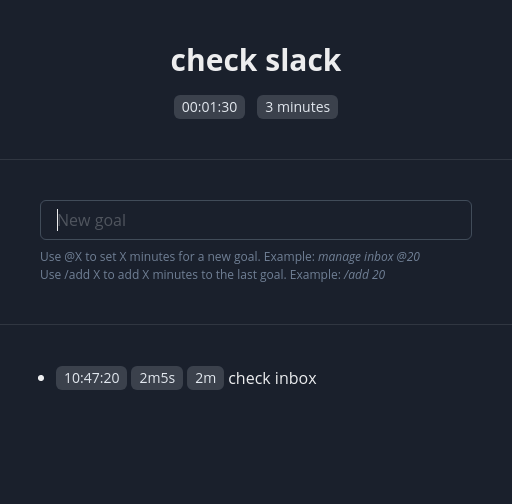 check slack
00:01:30 3 minutes
New goal
Use @X to set X minutes for a new goal. Example: manage inbox @20
Use /add X to add X minutes to the last goal. Example: /add 20
10:47:20 2m5s 2m check inbox